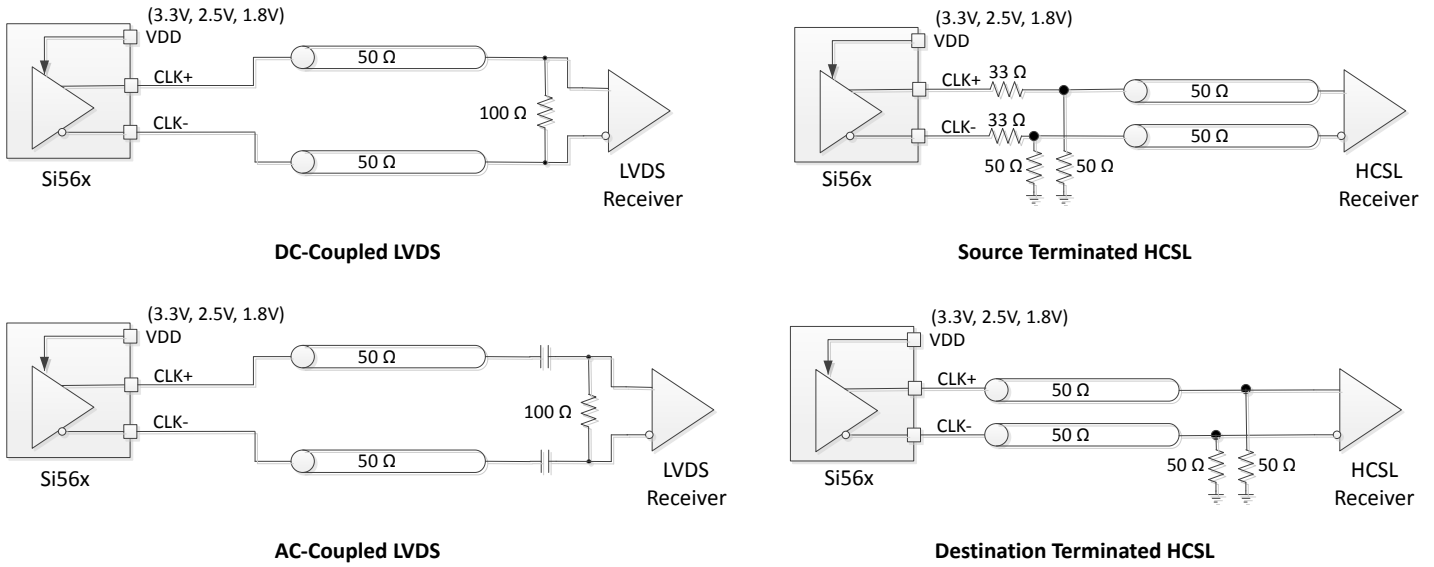 (3.3V, 2.5V, 1.8V)
VDD
CLK+
50 Ω
100 Ω
CLK-
50 Ω
Si56x
LVDS
Receiver
DC-Coupled LVDS
(3.3V, 2.5V, 1.8V)
VDD
CLK+
33 Ω
50 Ω
CLK-
33 Ω
50 Ω
50 Ω
50 Ω
Si56x
HCSL
Receiver
Source Terminated HCSL
(3.3V, 2.5V, 1.8V)
VDD
CLK+
50 Ω
100 Ω
CLK-
50 Ω
Si56x
LVDS
Receiver
AC-Coupled LVDS
(3.3V, 2.5V, 1.8V)
VDD
CLK+
50 Ω
CLK-
50 Ω
50 Ω
50 Ω
Si56x
HCSL
Receiver
Destination Terminated HCSL